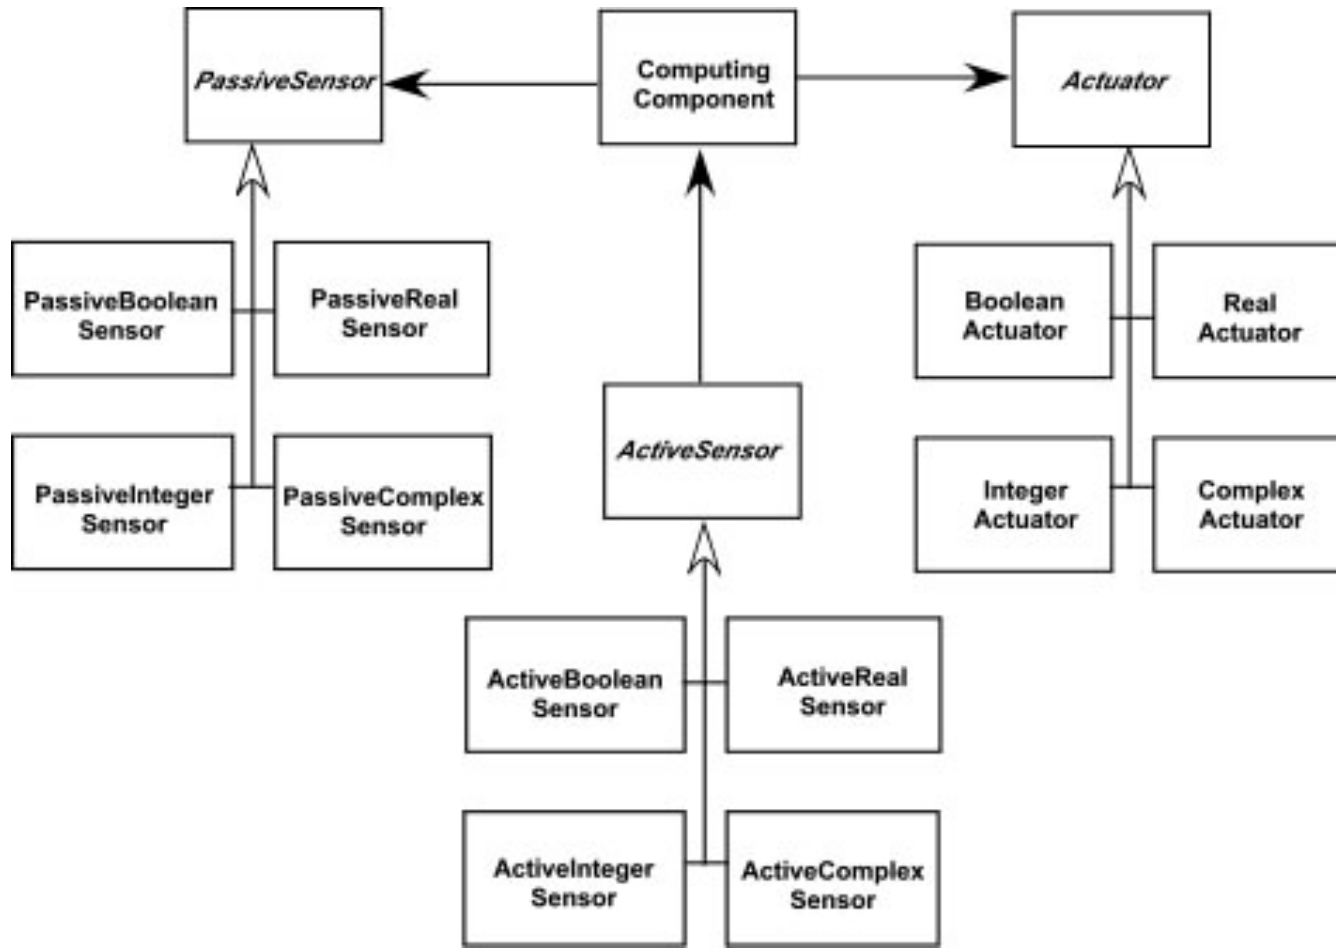 PassiveSensor
Computing
Component
Actuator
PassiveBoolean
Sensor
PassiveReal
Sensor
Boolean
Actuator
Real
Actuator
ActiveSensor
PassiveInteger
Sensor
PassiveComplex
Sensor
Integer
Actuator
Complex
Actuator
ActiveBoolean
Sensor
ActiveReal
Sensor
ActiveInteger
Sensor
ActiveComplex
Sensor